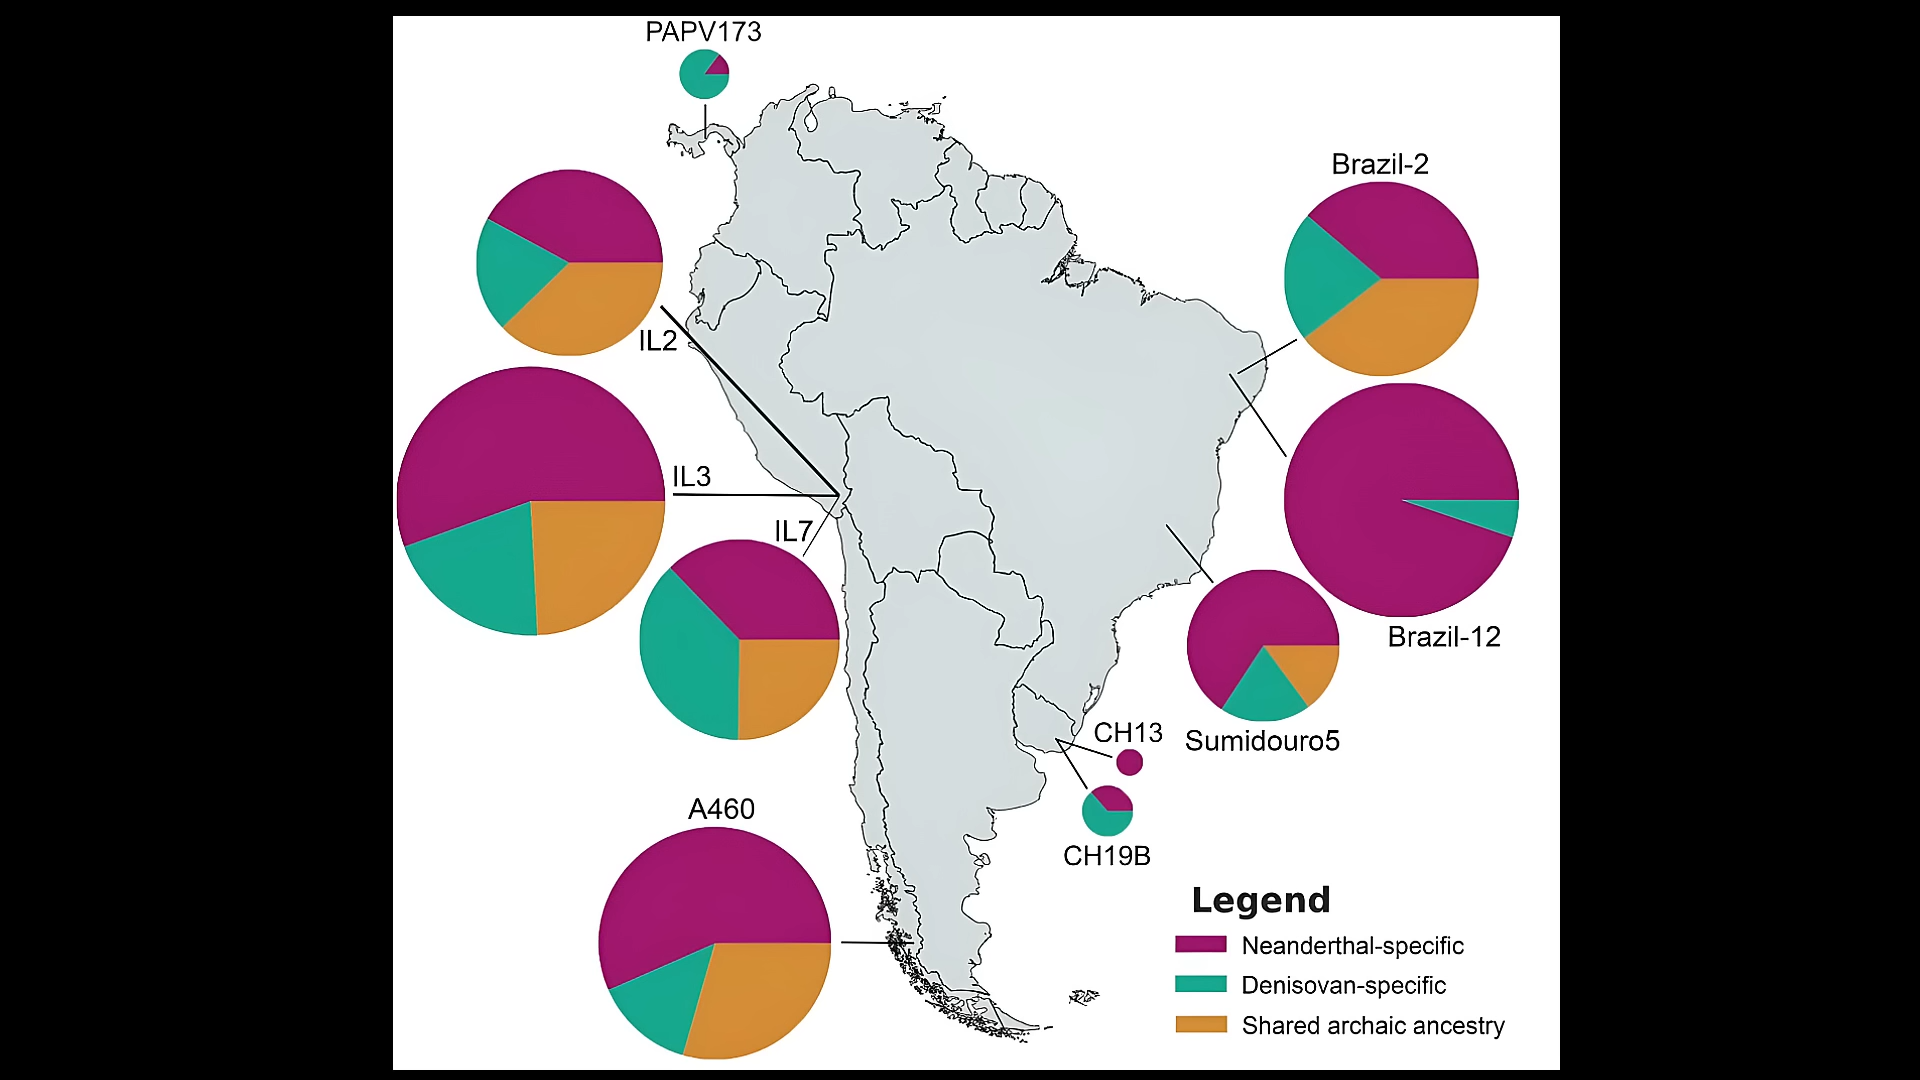 PAPV173
Brazil-2
IL2
IL3
IL7
Brazil-12
CH13
Sumidouro5
A460
CH19B
Legend
Neanderthal-specific
Denisovan-specific
Shared archaic ancestry